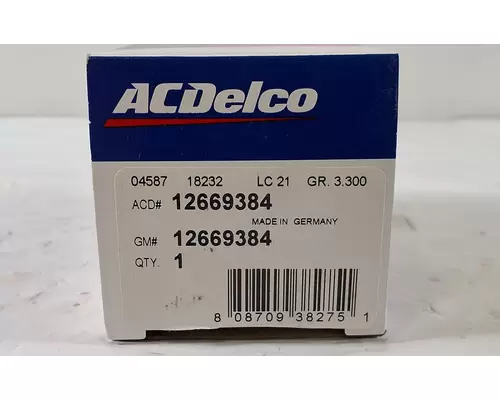 ACDelco
04587 18232 LC 21 GR. 3.300
ACD# 12669384
MADE IN GERMANY
GM# 12669384
QTY. 1
8 08709 38275 1